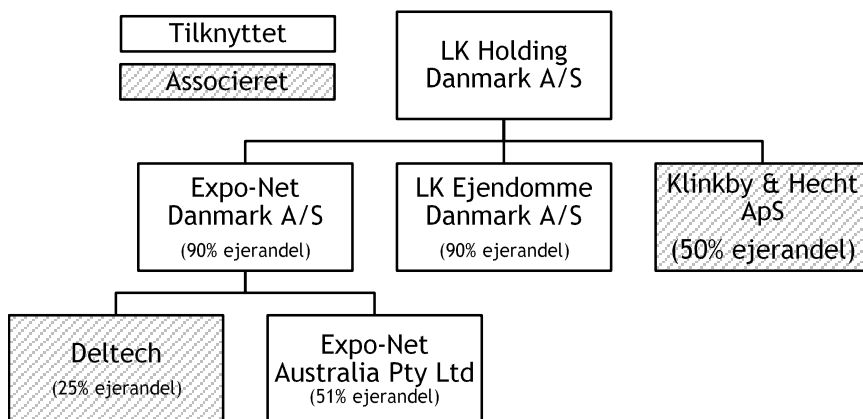 Tilknyttet
Associeret
LK Holding
Danmark A/S
Expo-Net
Danmark A/S
(90% ejerandel)
LK Ejendomme
Danmark A/S
(90% ejerandel)
Klinkby & Hecht
ApS
(50% ejerandel)
Deltech
(25% ejerandel)
Expo-Net
Australia Pty Ltd
(51% ejerandel)